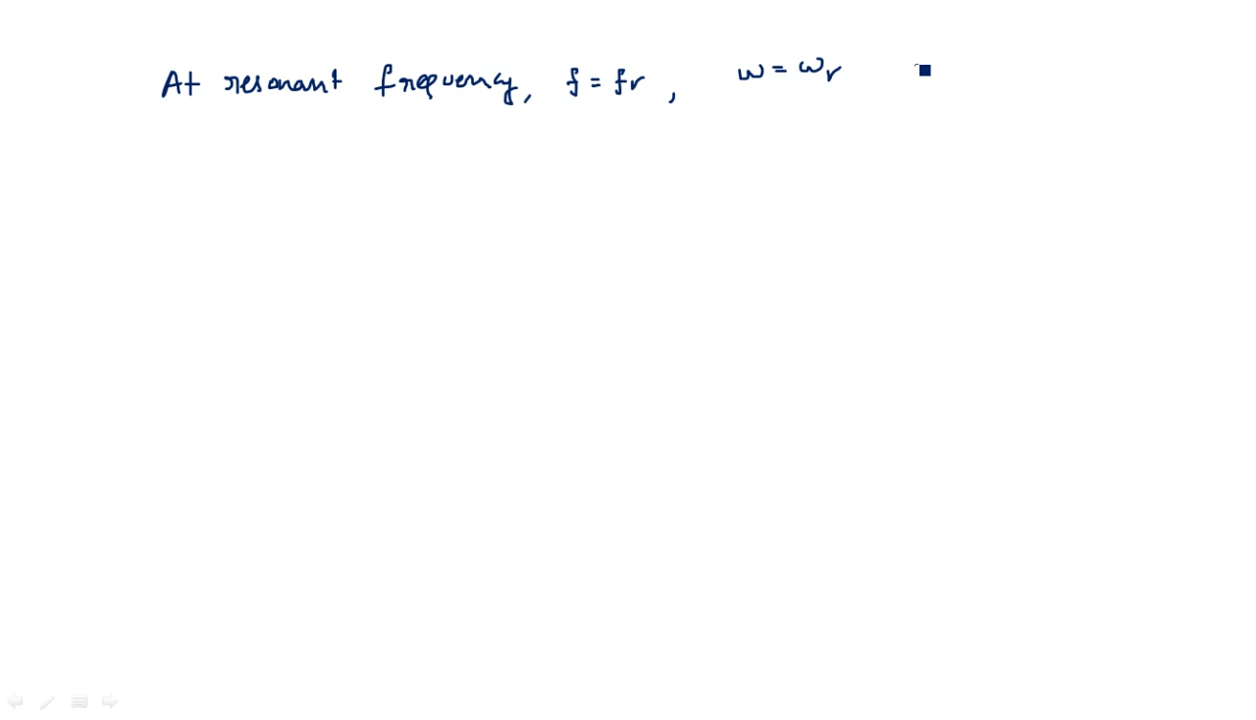 At resonant frequency, f = fr, ω = ωr